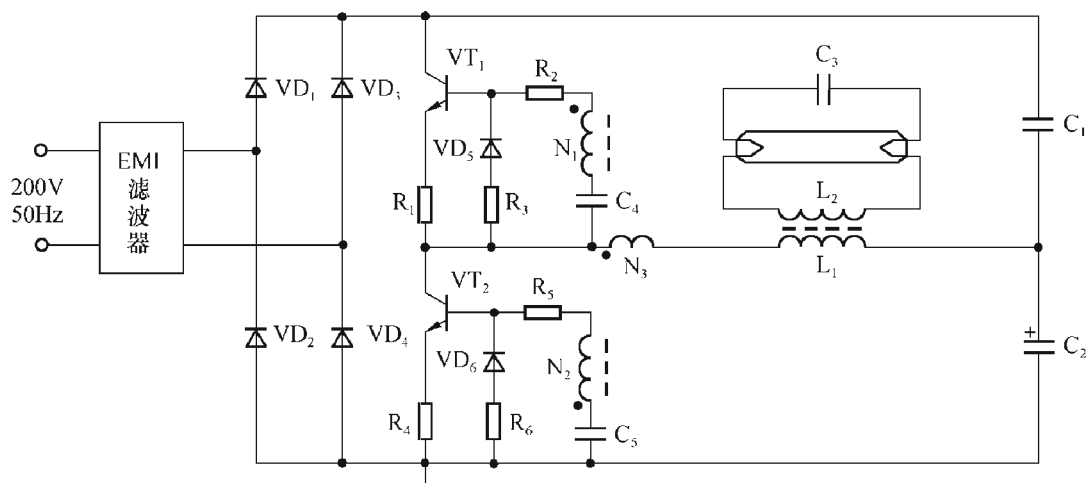 VT₁
R₂
C₃
VD₁
VD₃
N₁
C₁
EMI
滤
波
器
200V
50Hz
VD₅
R₁
R₃
C₄
L₂
N₃
L₁
VT₂
R₅
VD₂
VD₄
VD₆
N₂
+
C₂
R₄
R₆
C₅